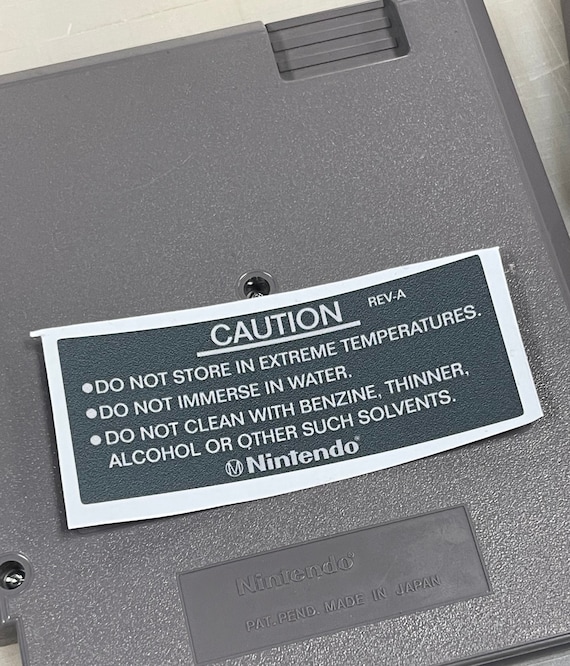 CAUTION REV-A
•DO NOT STORE IN EXTREME TEMPERATURES.
•DO NOT IMMERSE IN WATER.
•DO NOT CLEAN WITH BENZINE, THINNER,
ALCOHOL OR OTHER SUCH SOLVENTS.
Ⓜ Nintendo®
Nintendo®
PAT. PEND. MADE IN JAPAN